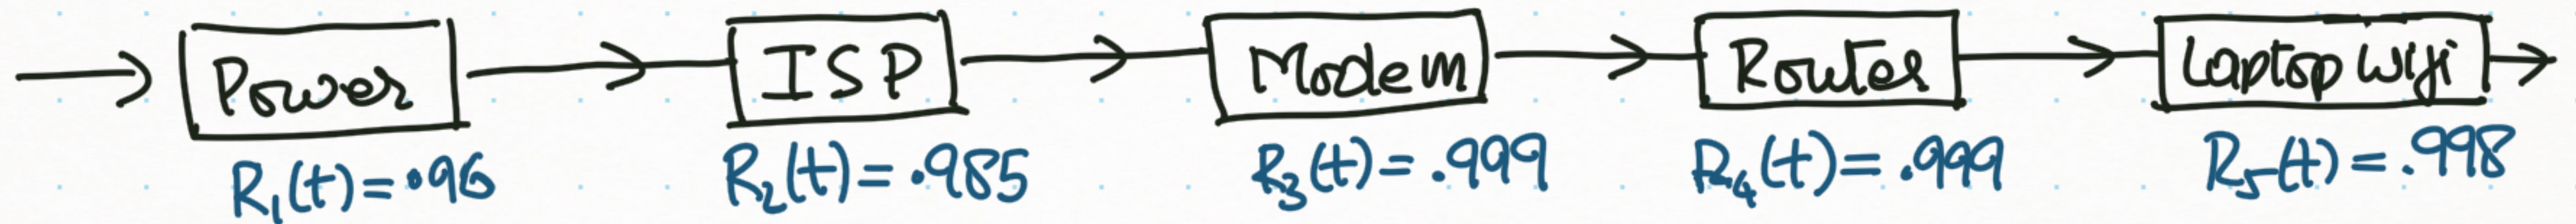 Power ISP Modem Router Laptop Wifi
R₁(t) = .96 R₂(t) = .985 R₃(t) = .999 R₄(t) = .999 R₅(t) = .998